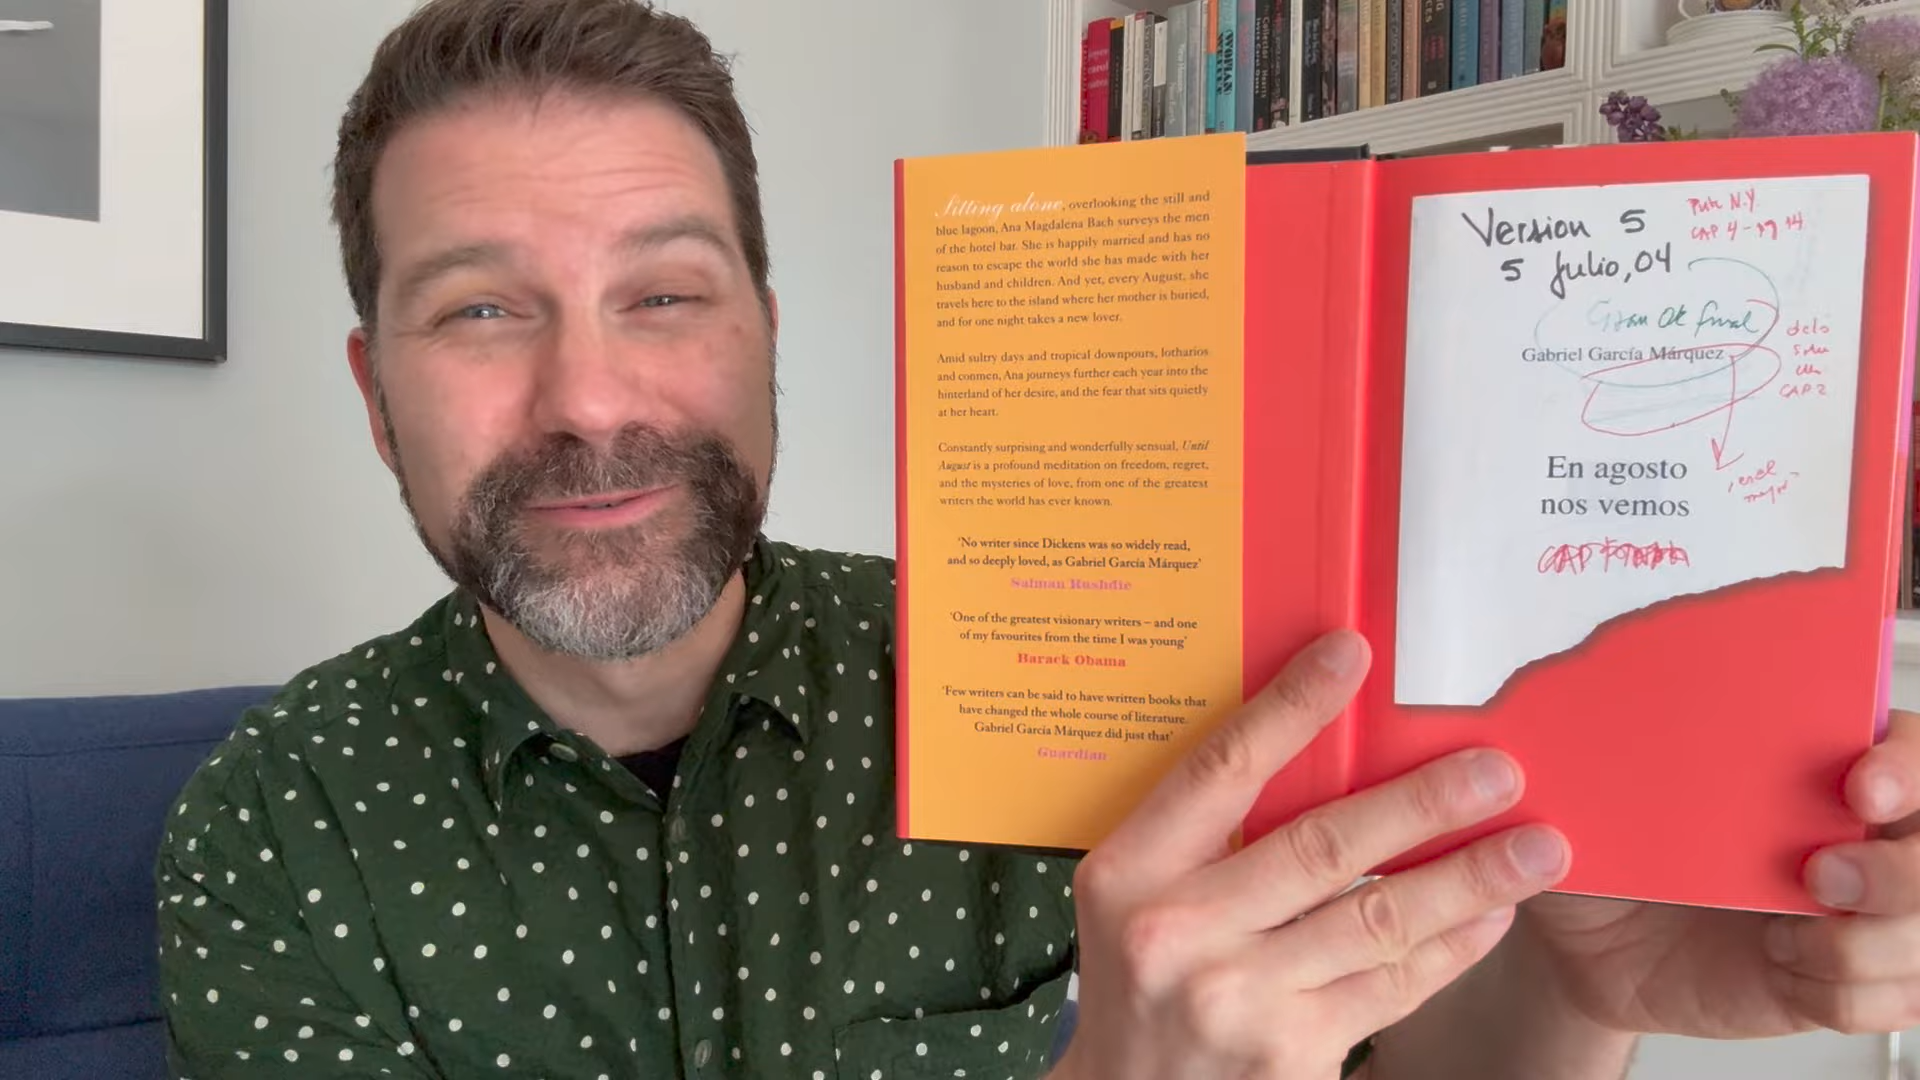 Sitting alone, overlooking the still and
blue lagoon, Ana Magdalena Bach surveys the men
of the hotel bar. She is happily married and has no
reason to escape the world she has made with her
husband and children. And yet, every August, she
travels here to the island where her mother is buried,
and for one night takes a new lover.
Amid sultry days and tropical downpours, lotharios
and conmen, Ana journeys further each year into the
hinterland of her desire, and the fear that sits quietly
at her heart.
Constantly surprising and wonderfully sensual, Until
August is a profound meditation on freedom, regret,
and the mysteries of love, from one of the greatest
writers the world has ever known.
‘No writer since Dickens was so widely read,
and so deeply loved, as Gabriel García Márquez’
Salman Rushdie
‘One of the greatest visionary writers – and one
of my favourites from the time I was young’
Barack Obama
‘Few writers can be said to have written books that
have changed the whole course of literature.
Gabriel García Márquez did just that’
Guardian
Version 5
5 Julio, 04
N.Y.
CAP 4 -
Gran OK final
Gabriel García Márquez
CAP 2
En agosto
nos vemos